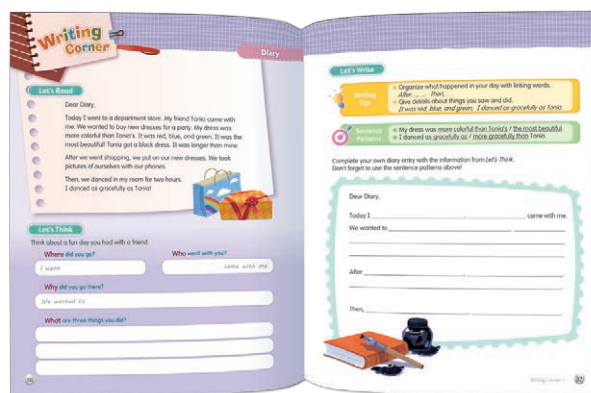 Writing
Corner
Diary
Let's Read
Dear Diary,
Today I went to a department store. My friend Tania came with
me. We wanted to buy new dresses for a party. My dress was
more colorful than Tania's. It was red, blue, and green. It was the
most beautiful! Tania got a black dress. It was longer than mine.
After we went shopping, we put on our new dresses. We took
pictures of ourselves with our phones.
Then, we danced in my room for two hours.
I danced as gracefully as Tania!
Let's Think
Think about a fun day you had with a friend.
Where did you go?
Who went with you?
I went
came with me
Why did you go there?
We wanted to
What are three things you did?
Let's Write
Writing
Tips
Organize what happened in your day with linking words.
After..., ... Then,
Give details about things you saw and did.
It was red, blue, and green. I danced as gracefully as Tania.
Sentence
Patterns
My dress was more colorful than Tania's / the most beautiful
I danced as gracefully as / more gracefully than Tania.
Complete your own diary entry with the information from Let's Think.
Don't forget to use the sentence patterns above!
Dear Diary,
Today I , came with me.
We wanted to .
After , .
Then, .
Writing Corner